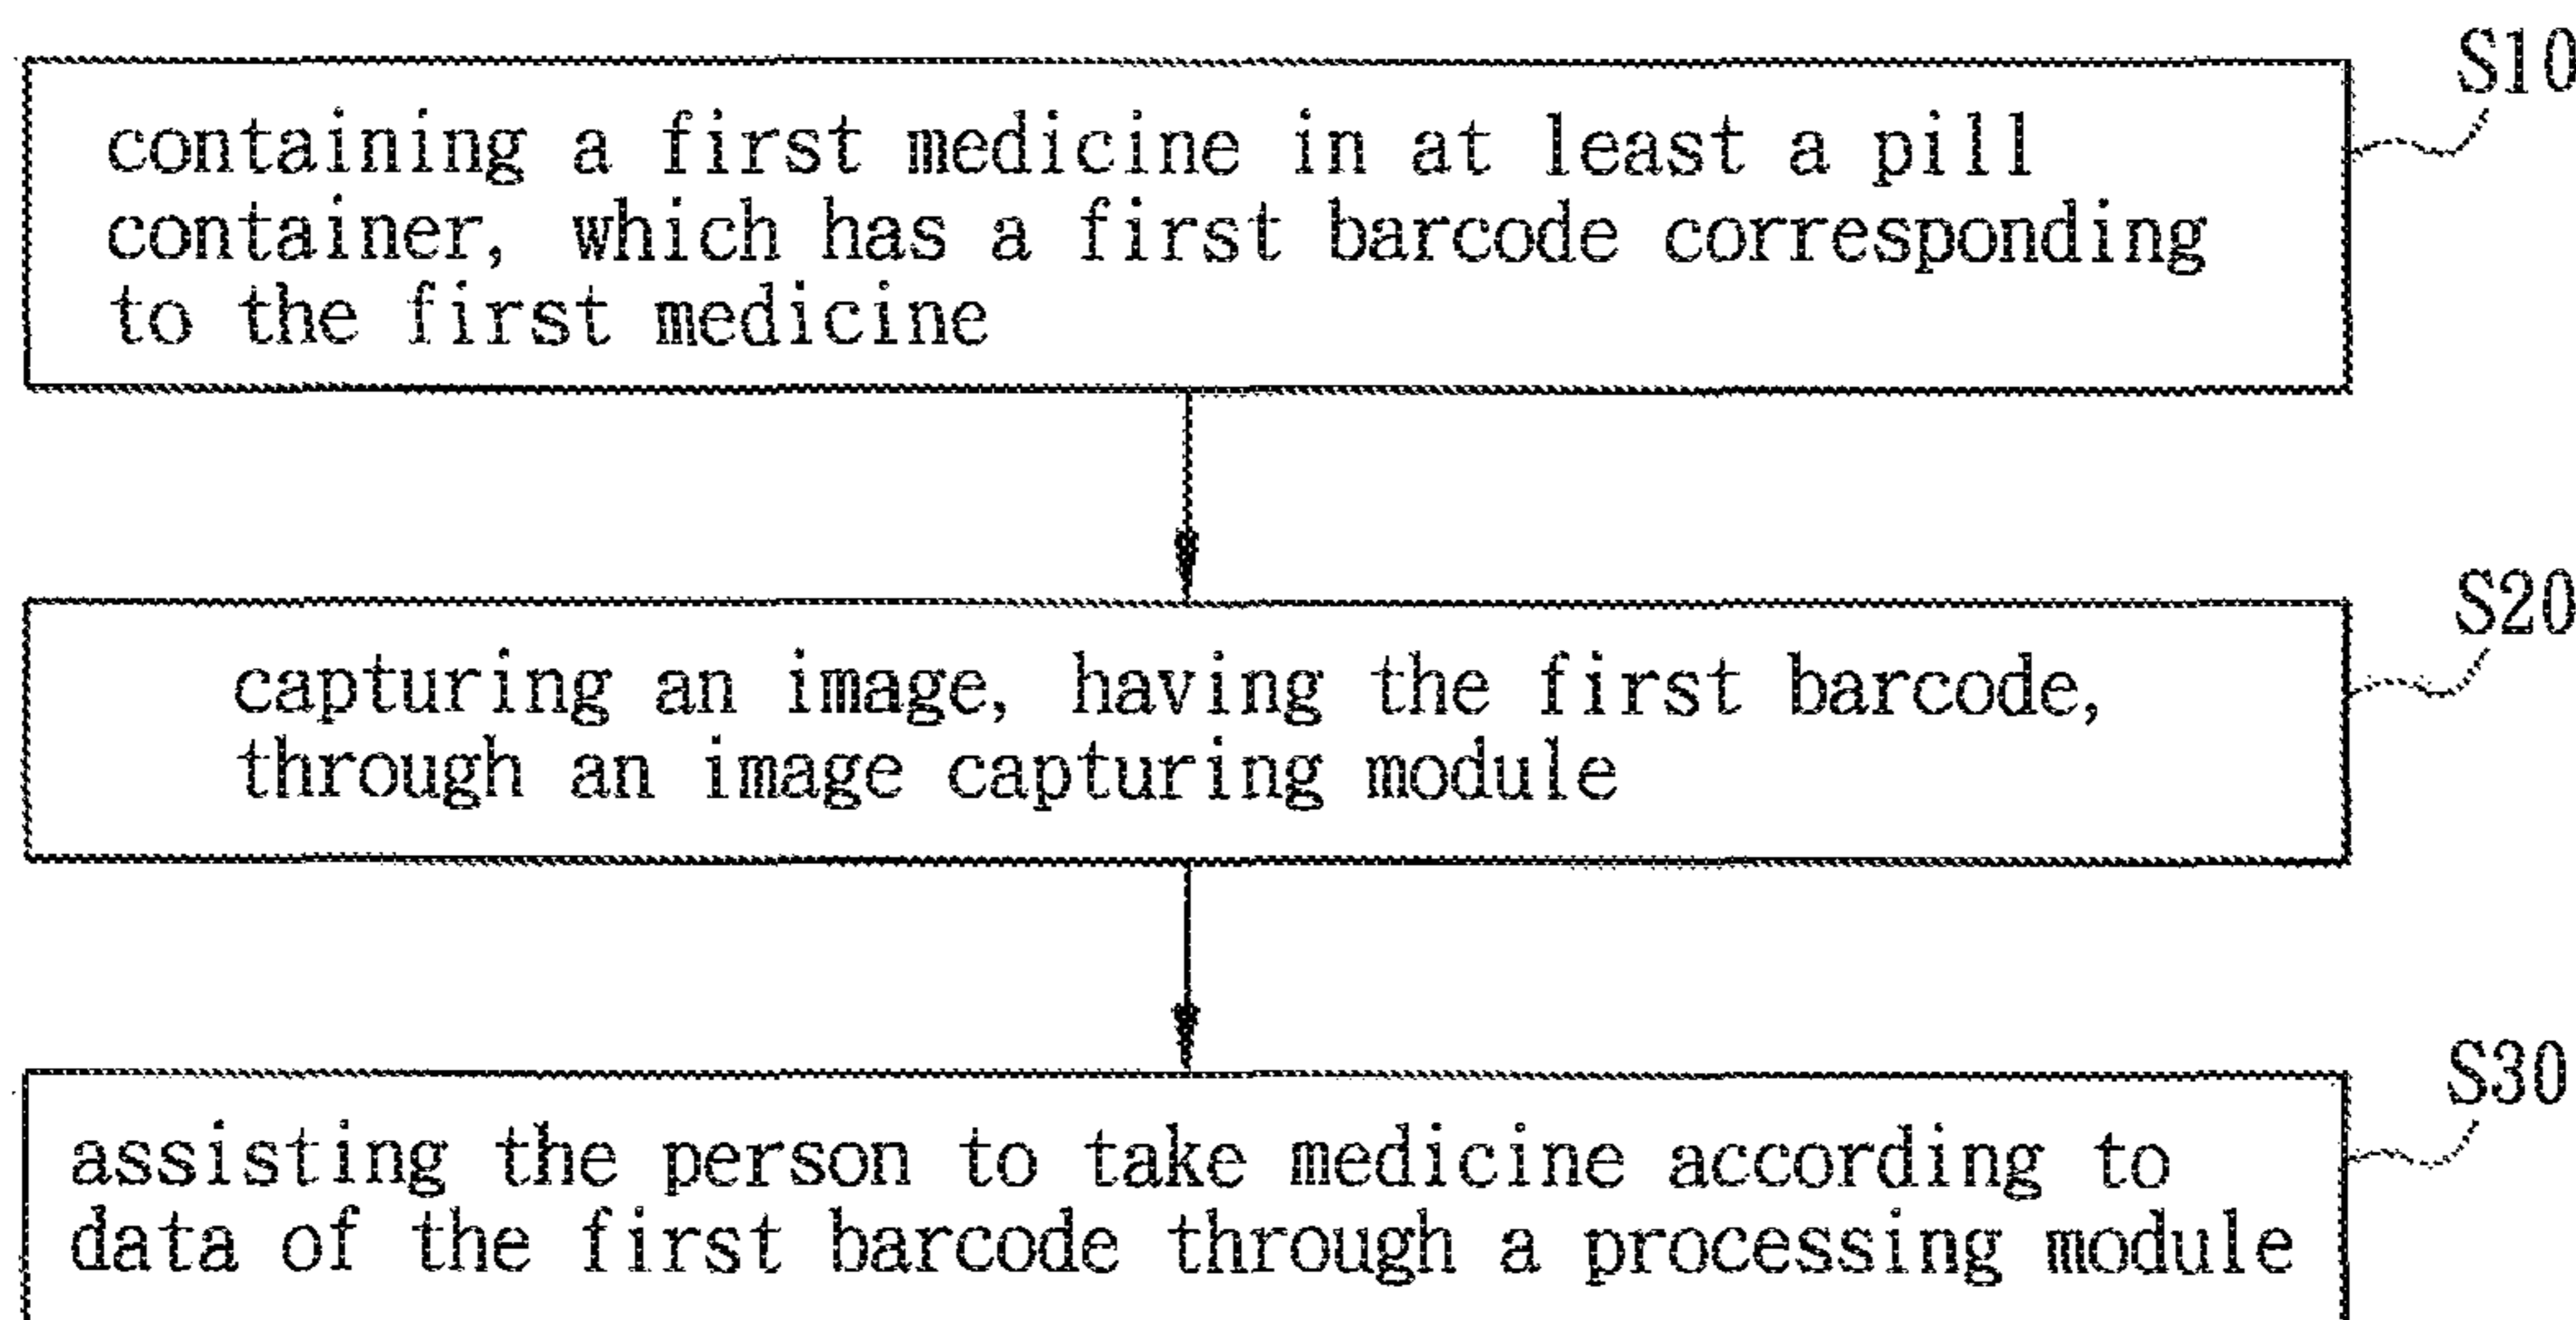 S10
containing a first medicine in at least a pill
container, which has a first barcode corresponding
to the first medicine
S20
capturing an image, having the first barcode,
through an image capturing module
S30
assisting the person to take medicine according to
data of the first barcode through a processing module